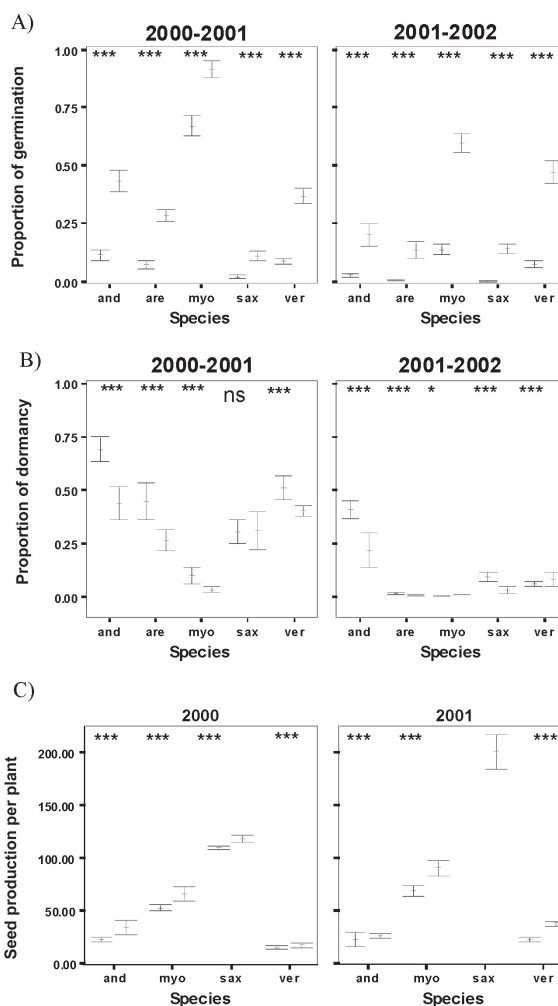 A)
2000-2001 2001-2002
Proportion of germination
1.00 *** *** *** *** *** *** *** *** *** ***
0.75
0.50
0.25
0.00
and are myo sax ver and are myo sax ver
Species Species
B)
2000-2001 2001-2002
Proportion of dormancy
1.00 *** *** *** ns *** *** *** * *** ***
0.75
0.50
0.25
0.00
and are myo sax ver and are myo sax ver
Species Species
C)
2000 2001
Seed production per plant
*** *** *** *** *** *** ***
200.00
150.00
100.00
50.00
0.00
and myo sax ver and myo sax ver
Species Species